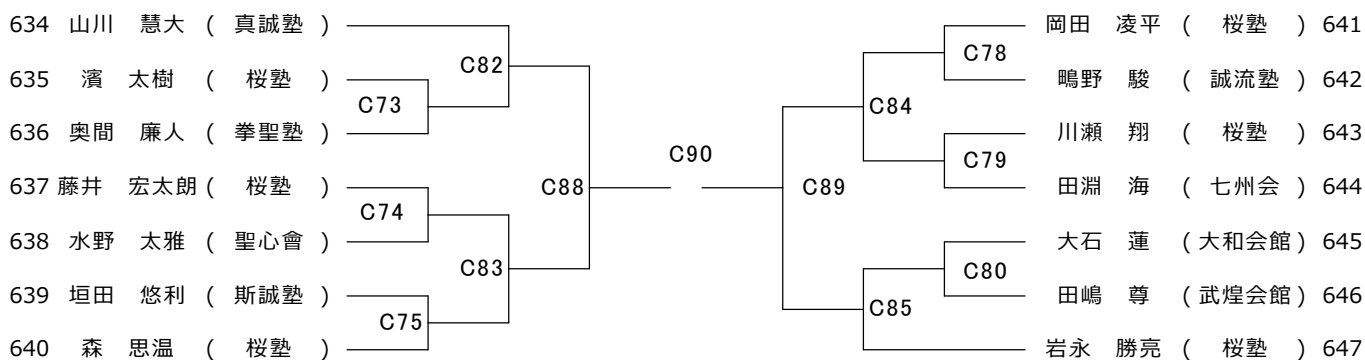 634 山川 慧大 ( 真誠塾 )
C82
635 濱 太樹 ( 桜塾 )
C73
636 奥間 廉人 ( 拳聖塾 )
C88
637 藤井 宏太朗 ( 桜塾 )
C74
638 水野 太雅 ( 聖心會 )
C83
639 垣田 悠利 ( 斯誠塾 )
C75
640 森 思温 ( 桜塾 )
C90
岡田 凌平 ( 桜塾 ) 641
C78
鴫野 駿 ( 誠流塾 ) 642
C84
川瀬 翔 ( 桜塾 ) 643
C79
田淵 海 ( 七州会 ) 644
C89
大石 蓮 ( 大和会館 ) 645
C80
田嶋 尊 ( 武煌会館 ) 646
C85
岩永 勝亮 ( 桜塾 ) 647